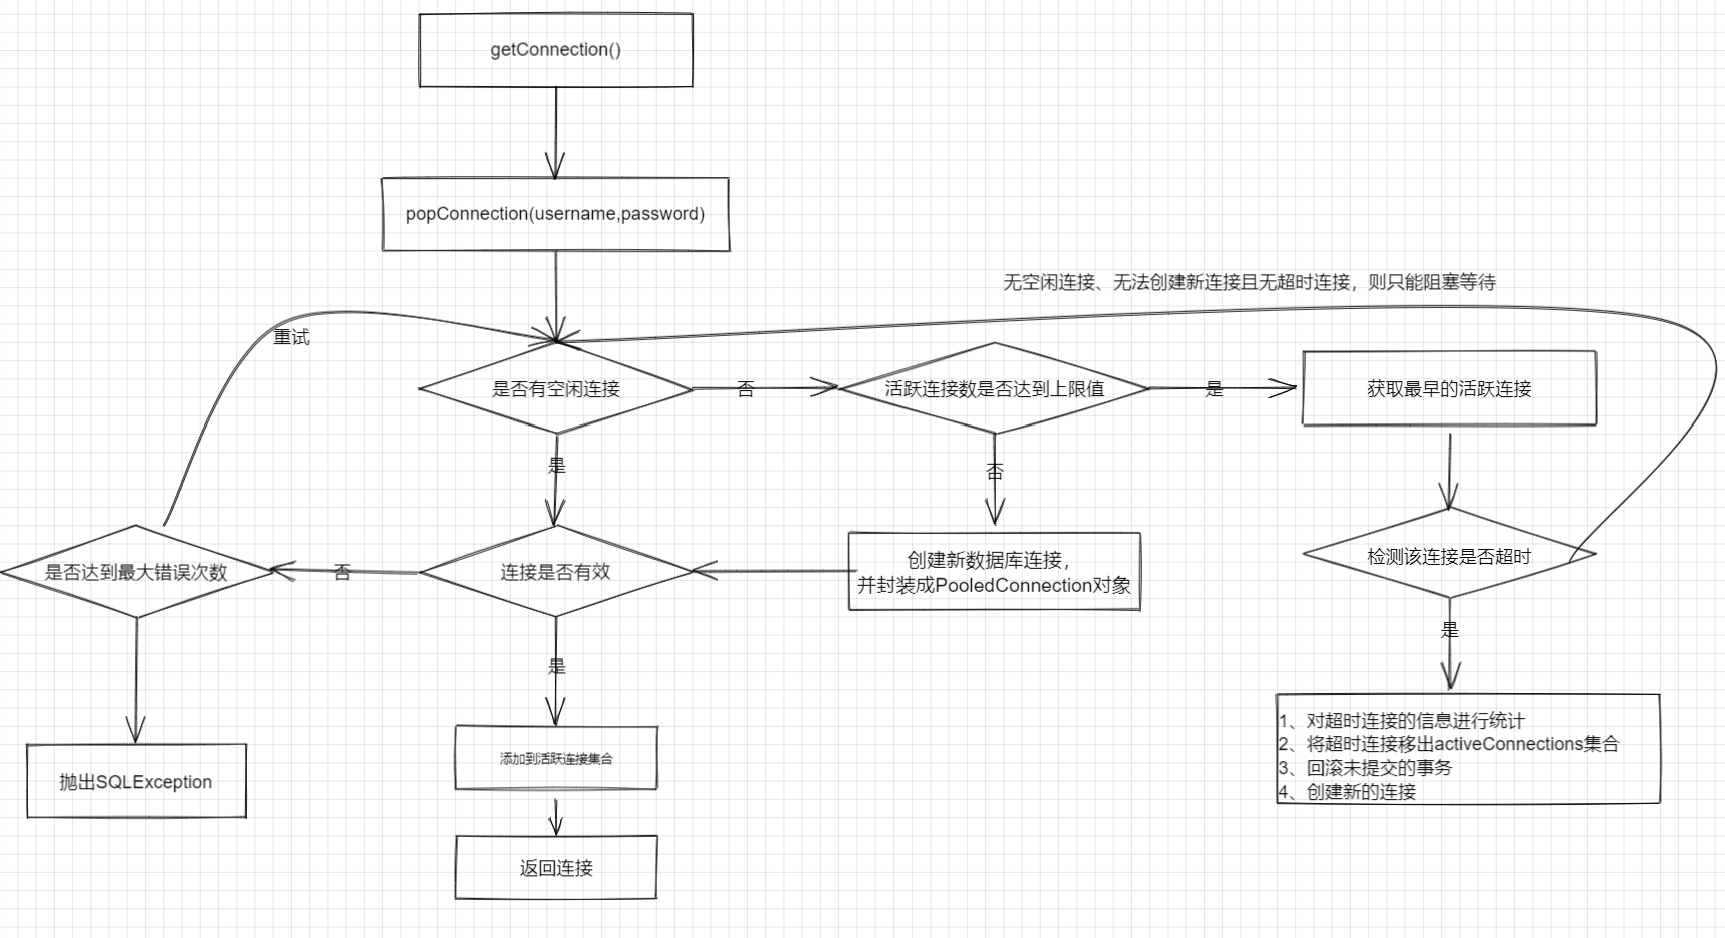 getConnection()
popConnection(username,password)
无空闲连接、无法创建新连接且无超时连接，则只能阻塞等待
重试
是否有空闲连接
否
活跃连接数是否达到上限值
是
获取最早的活跃连接
是
否
是否达到最大错误次数
否
连接是否有效
创建新数据库连接，
并封装成PooledConnection对象
检测该连接是否超时
是
是
抛出SQLException
添加到活跃连接集合
返回连接
1、对超时连接的信息进行统计
2、将超时连接移出activeConnections集合
3、回滚未提交的事务
4、创建新的连接